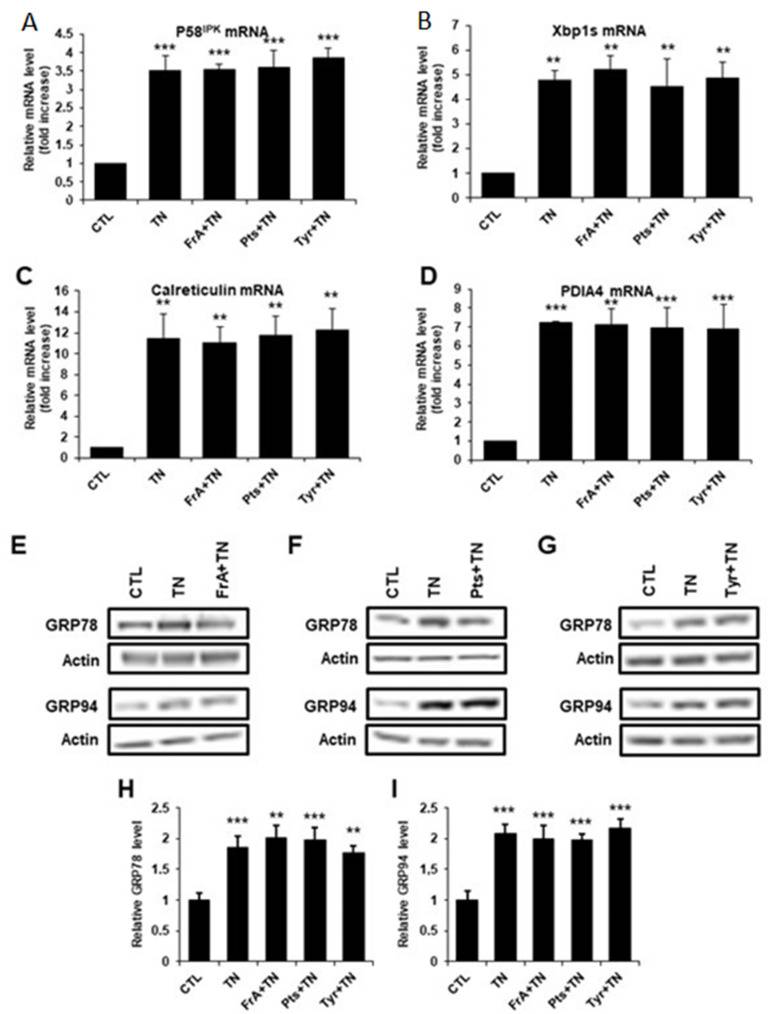 A
P58IPK mRNA
Relative mRNA level
(fold increase)
4.5
4
3.5
3
2.5
2
1.5
1
0.5
0
***
***
***
***
CTL
TN
FrA+TN
Pts+TN
Tyr+TN
B
Xbp1s mRNA
Relative mRNA level
(fold increase)
7
6
5
4
3
2
1
0
**
**
**
**
CTL
TN
FrA+TN
Pts+TN
Tyr+TN
C
Calreticulin mRNA
Relative mRNA level
(fold increase)
16
14
12
10
8
6
4
2
0
**
**
**
**
CTL
TN
FrA+TN
Pts+TN
Tyr+TN
D
PDIA4 mRNA
Relative mRNA level
(fold increase)
9
8
7
6
5
4
3
2
1
0
***
**
***
***
CTL
TN
FrA+TN
Pts+TN
Tyr+TN
E
CTL
TN
FrA+TN
GRP78
Actin
GRP94
Actin
F
CTL
TN
Pts+TN
GRP78
Actin
GRP94
Actin
G
CTL
TN
Tyr+TN
GRP78
Actin
GRP94
Actin
H
Relative GRP78 level
2.5
2
1.5
1
0.5
0
***
**
***
**
CTL
TN
FrA+TN
Pts+TN
Tyr+TN
I
Relative GRP94 level
2.5
2
1.5
1
0.5
0
***
***
***
***
CTL
TN
FrA+TN
Pts+TN
Tyr+TN